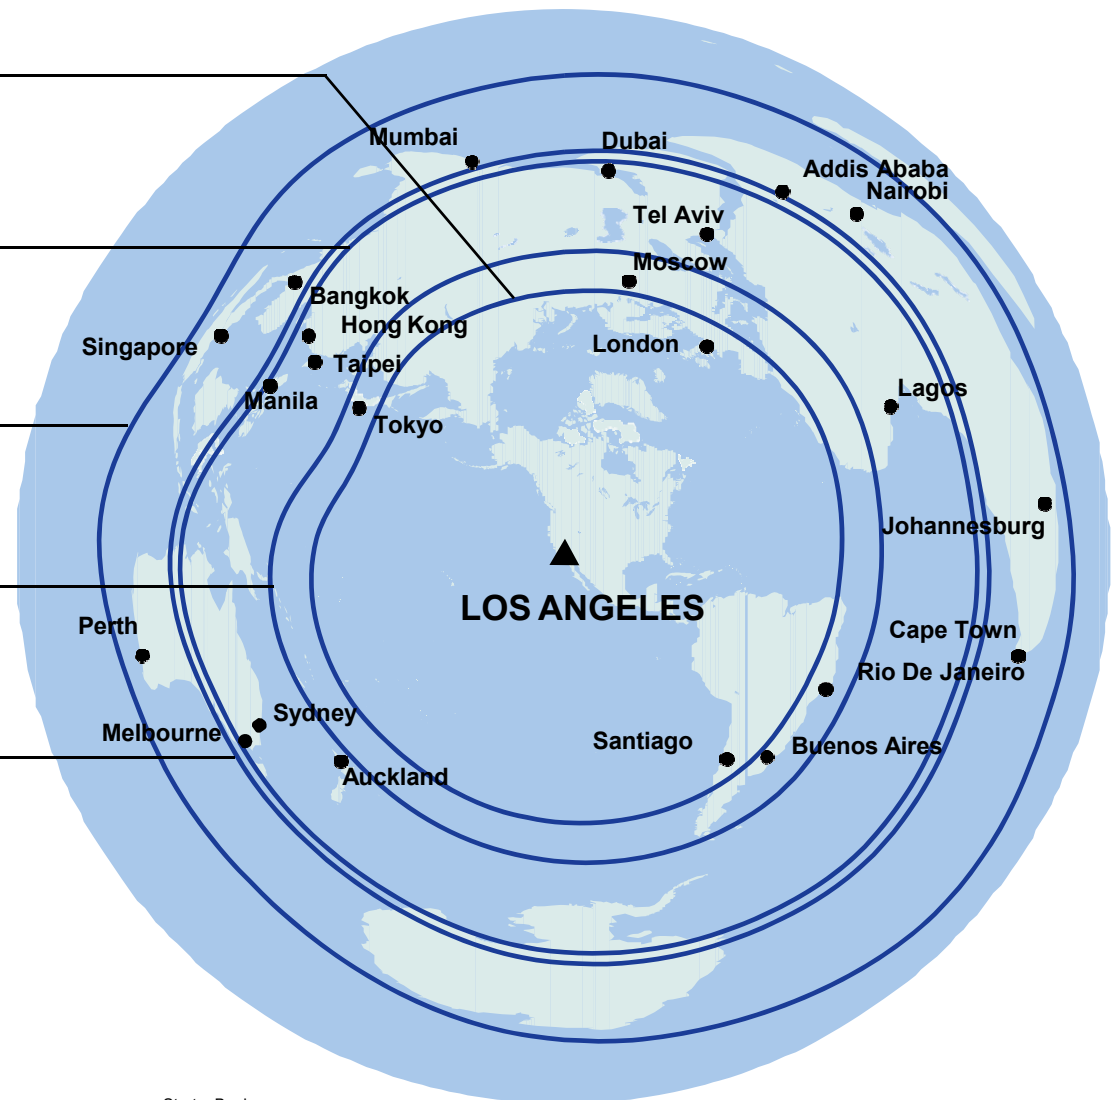 Mumbai
Dubai
Addis Ababa
Nairobi
Tel Aviv
Moscow
Bangkok
Hong Kong
Singapore
London
Taipei
Manila
Lagos
Tokyo
Johannesburg
LOS ANGELES
Perth
Cape Town
Rio De Janeiro
Sydney
Melbourne
Santiago
Buenos Aires
Auckland